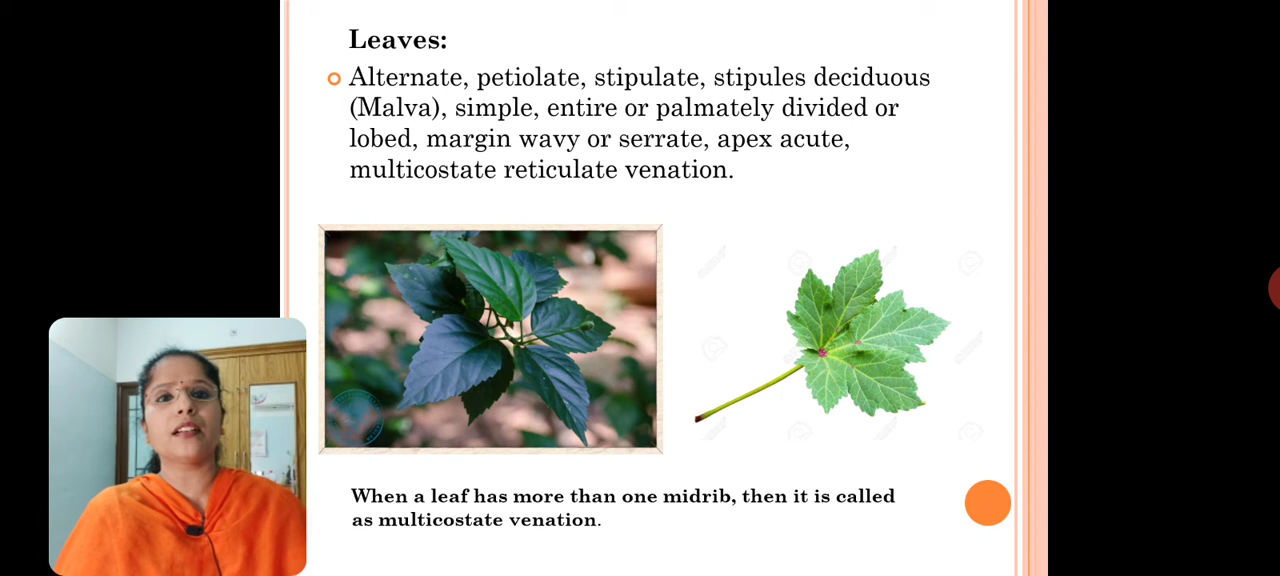 Leaves:
Alternate, petiolate, stipulate, stipules deciduous
(Malva), simple, entire or palmately divided or
lobed, margin wavy or serrate, apex acute,
multicostate reticulate venation.
When a leaf has more than one midrib, then it is called
as multicostate venation.